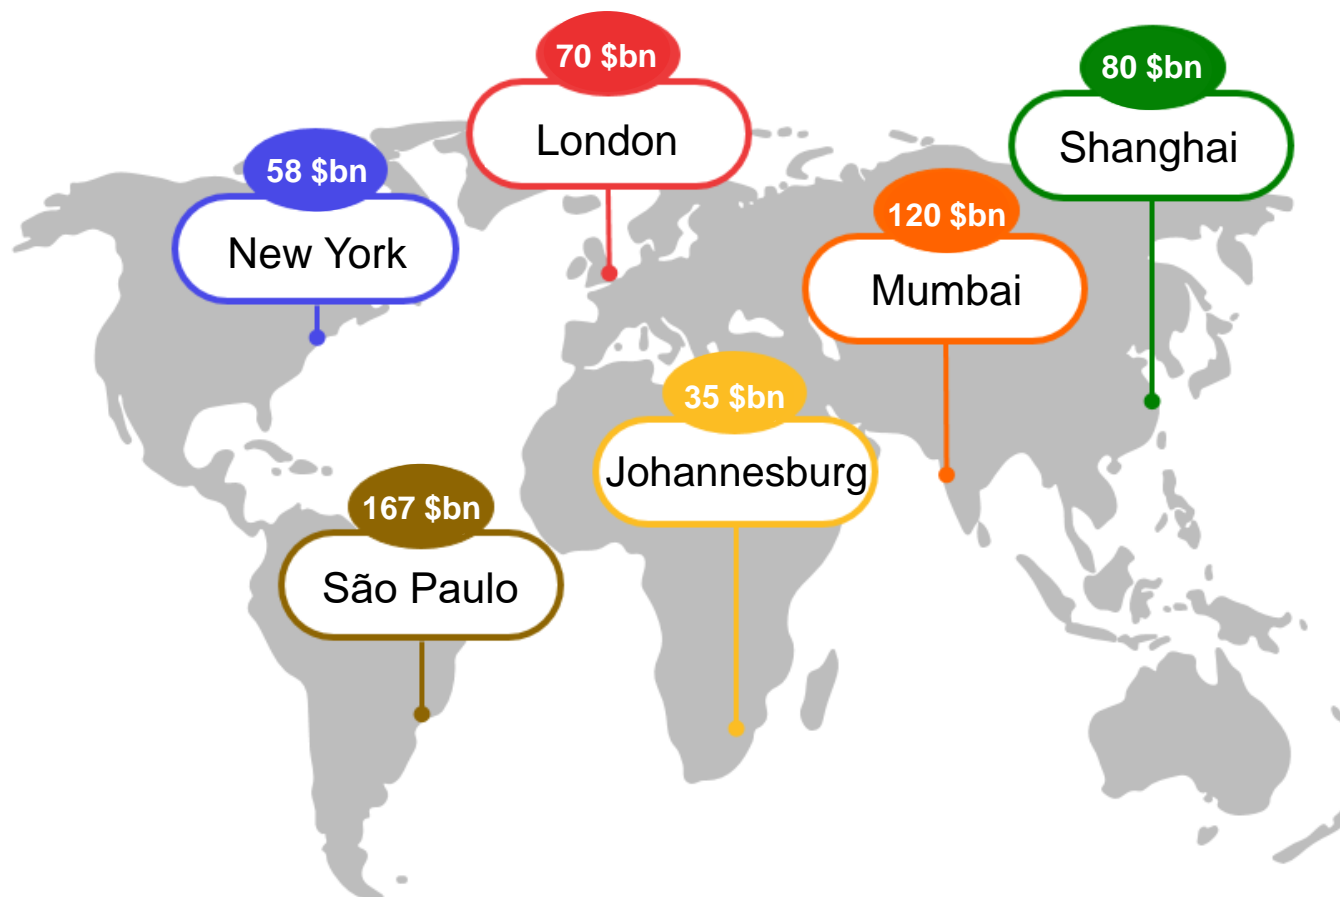 70 $bn
London
80 $bn
Shanghai
58 $bn
New York
120 $bn
Mumbai
35 $bn
Johannesburg
167 $bn
São Paulo